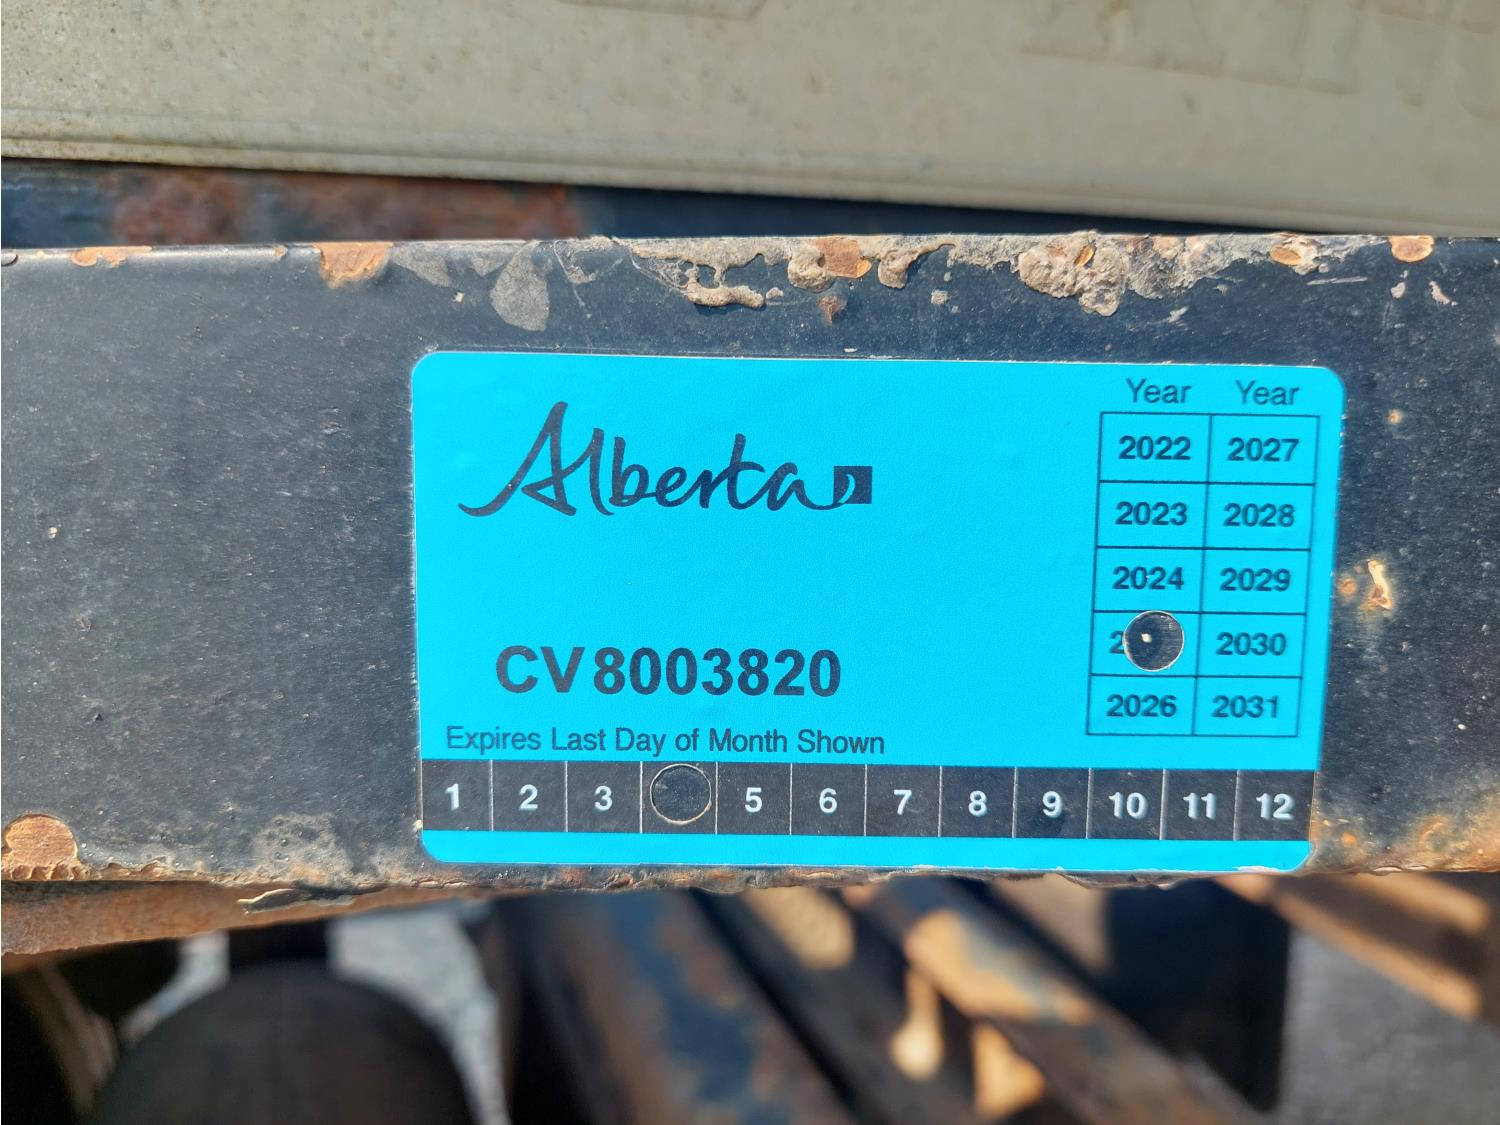 Alberta
Year Year
2022 2027
2023 2028
2024 2029
2 2030
2026 2031
CV8003820
Expires Last Day of Month Shown
1 2 3 5 6 7 8 9 10 11 12